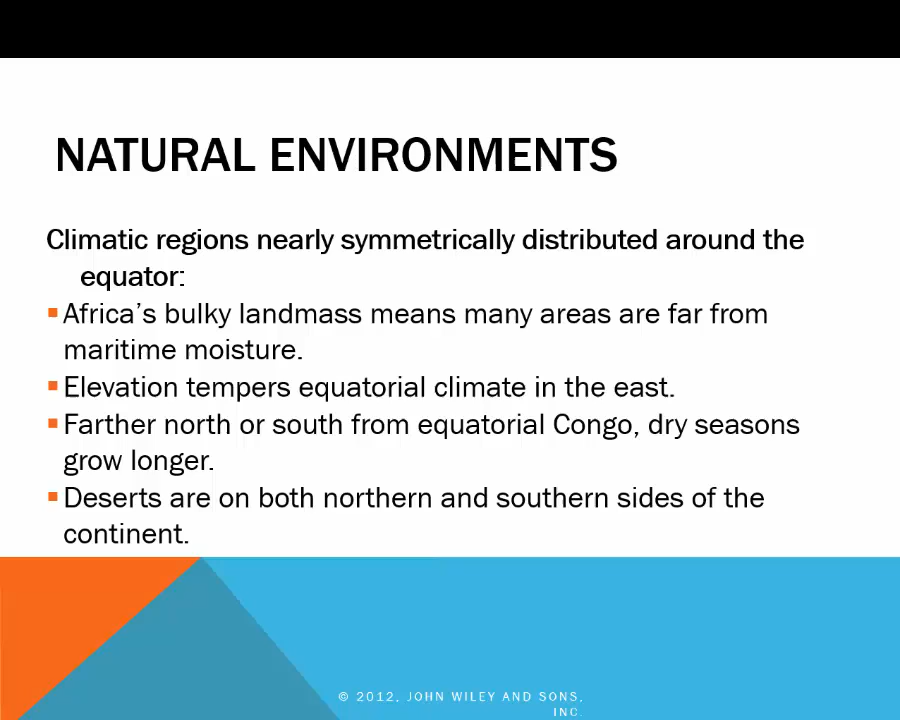 NATURAL ENVIRONMENTS
Climatic regions nearly symmetrically distributed around the
equator:
▪Africa’s bulky landmass means many areas are far from
maritime moisture.
▪Elevation tempers equatorial climate in the east.
▪Farther north or south from equatorial Congo, dry seasons
grow longer.
▪Deserts are on both northern and southern sides of the
continent.
© 2012, JOHN WILEY AND SONS,
INC.